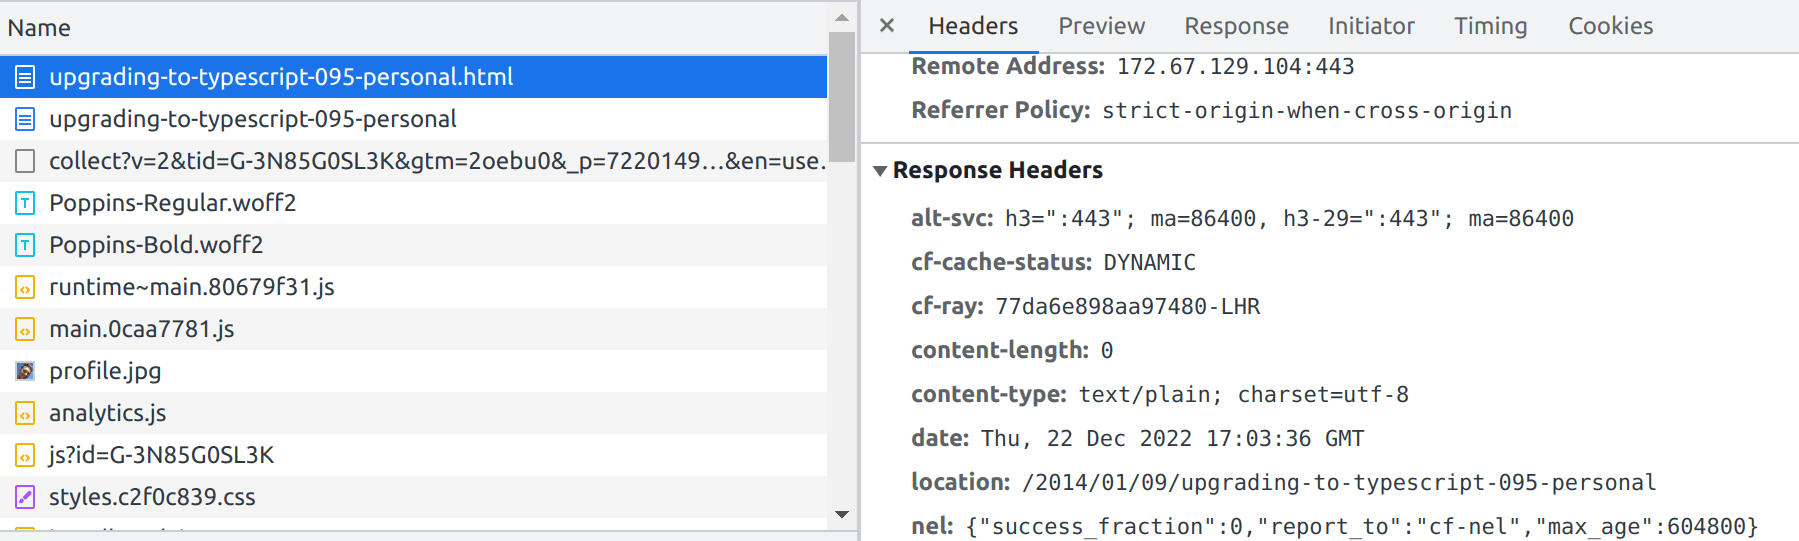 Name
upgrading-to-typescript-095-personal.html
upgrading-to-typescript-095-personal
collect?v=2&tid=G-3N85G0SL3K&gtm=2oebu0&_p=7220149…&en=use.
Poppins-Regular.woff2
Poppins-Bold.woff2
runtime~main.80679f31.js
main.0caa7781.js
profile.jpg
analytics.js
js?id=G-3N85G0SL3K
styles.c2f0c839.css
× Headers Preview Response Initiator Timing Cookies
Remote Address: 172.67.129.104:443
Referrer Policy: strict-origin-when-cross-origin
Response Headers
alt-svc: h3=":443"; ma=86400, h3-29=":443"; ma=86400
cf-cache-status: DYNAMIC
cf-ray: 77da6e898aa97480-LHR
content-length: 0
content-type: text/plain; charset=utf-8
date: Thu, 22 Dec 2022 17:03:36 GMT
location: /2014/01/09/upgrading-to-typescript-095-personal
nel: {"success_fraction":0,"report_to":"cf-nel","max_age":604800}